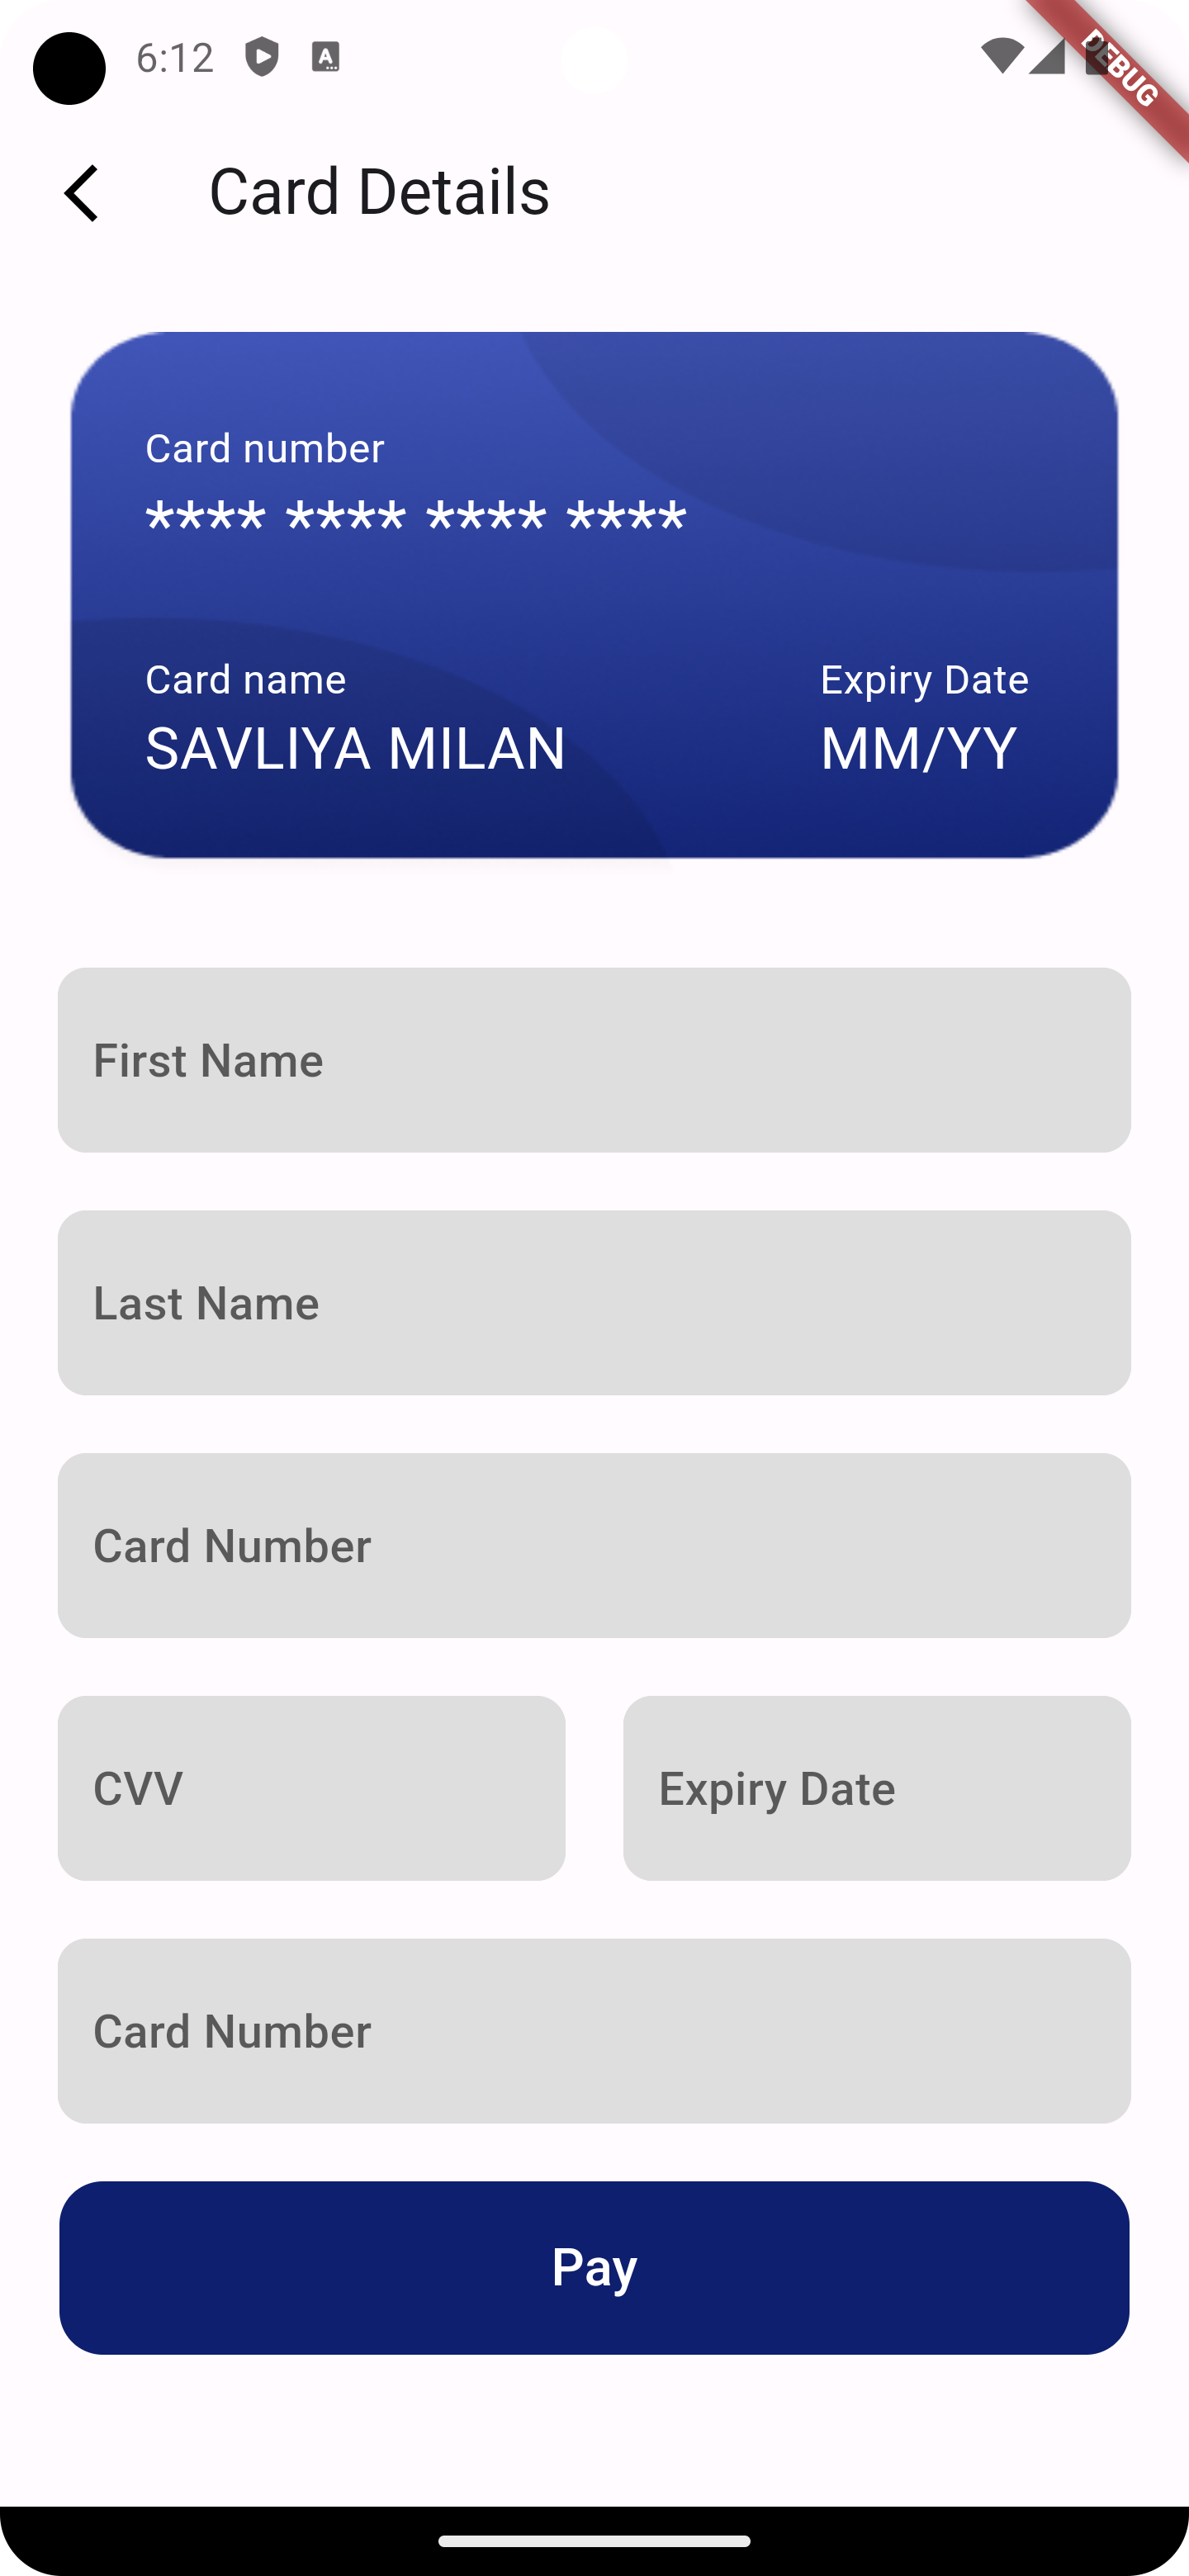 6:12
DEBUG
Card Details
Card number
**** **** **** ****
Card name Expiry Date
SAVLIYA MILAN MM/YY
First Name
Last Name
Card Number
CVV Expiry Date
Card Number
Pay